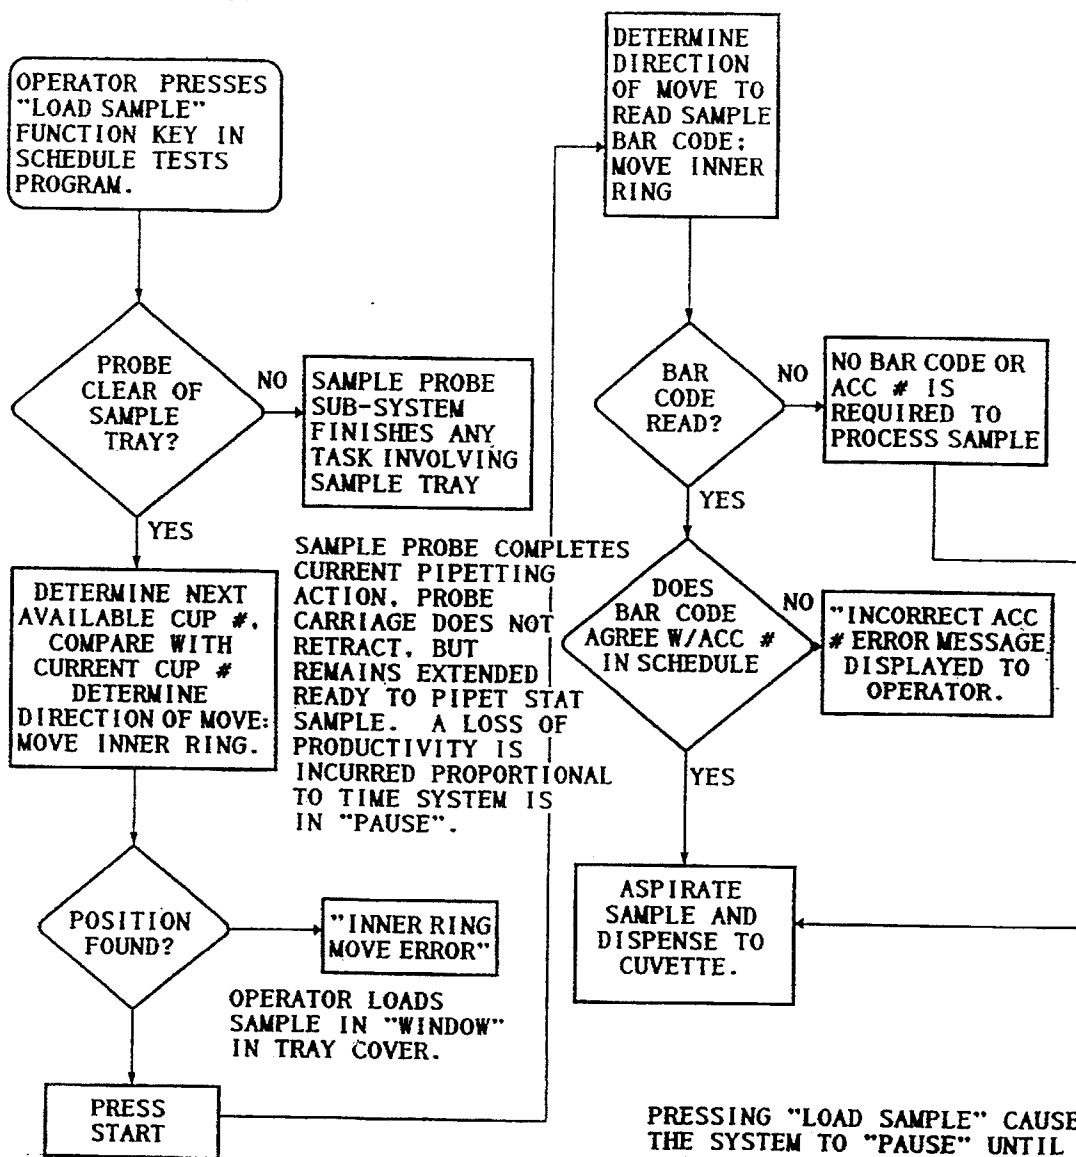 OPERATOR PRESSES
"LOAD SAMPLE"
FUNCTION KEY IN
SCHEDULE TESTS
PROGRAM.
PROBE
CLEAR OF
SAMPLE
TRAY?
NO
SAMPLE PROBE
SUB-SYSTEM
FINISHES ANY
TASK INVOLVING
SAMPLE TRAY
YES
DETERMINE NEXT
AVAILABLE CUP #.
COMPARE WITH
CURRENT CUP #
DETERMINE
DIRECTION OF MOVE:
MOVE INNER RING.
SAMPLE PROBE COMPLETES
CURRENT PIPETTING
ACTION. PROBE
CARRIAGE DOES NOT
RETRACT, BUT
REMAINS EXTENDED
READY TO PIPET STAT
SAMPLE. A LOSS OF
PRODUCTIVITY IS
INCURRED PROPORTIONAL
TO TIME SYSTEM IS
IN "PAUSE".
POSITION
FOUND?
"INNER RING
MOVE ERROR"
OPERATOR LOADS
SAMPLE IN "WINDOW"
IN TRAY COVER.
PRESS
START
DETERMINE
DIRECTION
OF MOVE TO
READ SAMPLE
BAR CODE:
MOVE INNER
RING
BAR
CODE
READ?
NO
NO BAR CODE OR
ACC # IS
REQUIRED TO
PROCESS SAMPLE
YES
DOES
BAR CODE
AGREE W/ACC #
IN SCHEDULE
NO
"INCORRECT ACC
# ERROR MESSAGE
DISPLAYED TO
OPERATOR.
YES
ASPIRATE
SAMPLE AND
DISPENSE TO
CUVETTE.
PRESSING "LOAD SAMPLE" CAUSE
THE SYSTEM TO "PAUSE" UNTIL